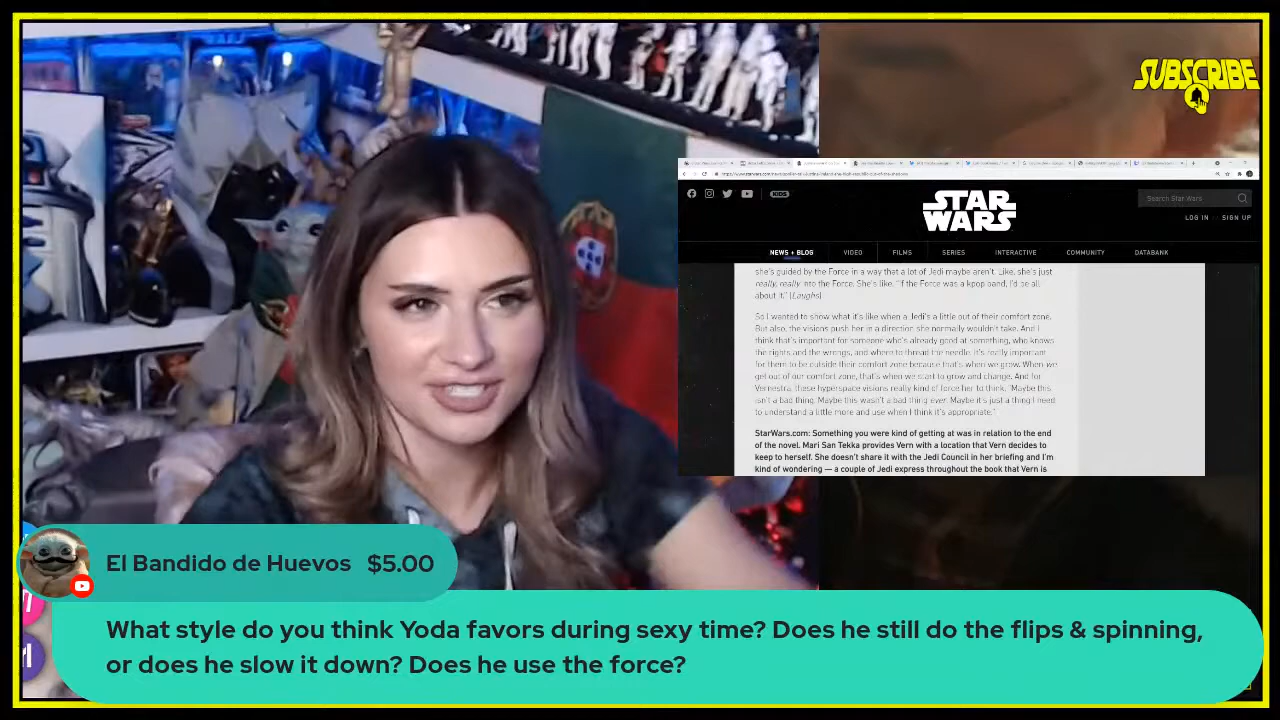 SUBSCRIBE
KIDS
STAR
WARS
Search Star Wars
LOG IN SIGN UP
NEWS + BLOG VIDEO FILMS SERIES INTERACTIVE COMMUNITY DATABANK
she's guided by the Force in a way that a lot of Jedi maybe aren't. Like, she's just
really, really into the Force. She's like, "If the Force was a kpop band, I'd be all
about it." [Laughs]
So I wanted to show what it's like when a Jedi's a little out of their comfort zone.
But also, the visions push her in a direction she normally wouldn't take. And I
think that's important for someone who's already good at something, who knows
the rights and the wrongs, and where to thread the needle. It's really important
for them to be outside their comfort zone because that's when we grow. When we
get out of our comfort zone, that's when we start to grow and change. And for
Vernestra, these hyperspace visions really kind of force her to think, "Maybe this
isn't a bad thing. Maybe this wasn't a bad thing ever. Maybe it's just a thing I need
to understand a little more and use when I think it's appropriate."
StarWars.com: Something you were kind of getting at was in relation to the end
of the novel. Mari San Tekka provides Vern with a location that Vern decides to
keep to herself. She doesn't share it with the Jedi Council in her briefing and I'm
kind of wondering — a couple of Jedi express throughout the book that Vern is
El Bandido de Huevos $5.00
What style do you think Yoda favors during sexy time? Does he still do the flips & spinning,
or does he slow it down? Does he use the force?